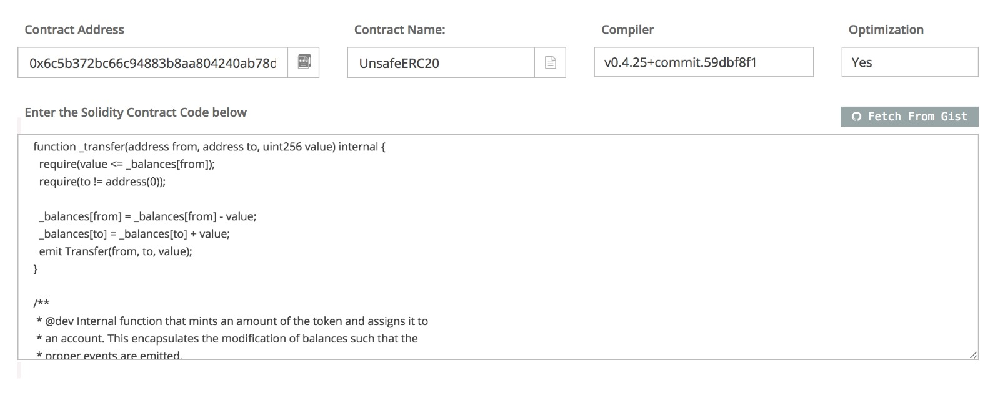 Contract Address
Contract Name:
Compiler
Optimization
0x6c5b372bc66c94883b8aa804240ab78d
UnsafeERC20
v0.4.25+commit.59dbf8f1
Yes
Enter the Solidity Contract Code below
Fetch From Gist
function _transfer(address from, address to, uint256 value) internal {
require(value <= _balances[from]);
require(to != address(0));
_balances[from] = _balances[from] - value;
_balances[to] = _balances[to] + value;
emit Transfer(from, to, value);
}
/**
* @dev Internal function that mints an amount of the token and assigns it to
* an account. This encapsulates the modification of balances such that the
* proper events are emitted.